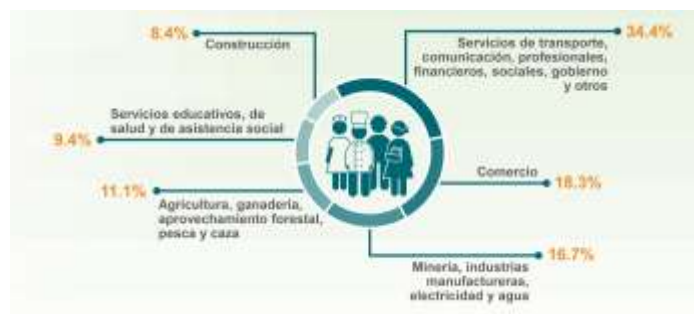 8.4%
Construcción
34.4%
Servicios de transporte,
comunicación, profesionales,
financieros, sociales, gobierno
y otros
Servicios educativos, de
salud y de asistencia social
9.4%
Comercio
18.3%
11.1%
Agricultura, ganadería,
aprovechamiento forestal,
pesca y caza
16.7%
Minería, industrias
manufactureras,
electricidad y agua